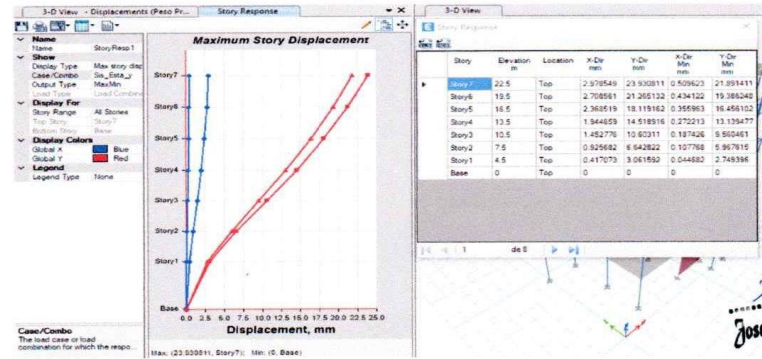 3-D View - Displacements (Peso Pr...
Story Response
Name
Name StoryResp1
Show
Display Type Max story disp
Case/Combo Sis_Esta_y
Output Type MaxMin
Load Type Load Combina
Display For
Story Range All Stories
Top Story Story7
Bottom Story Base
Display Colors
Global X Blue
Global Y Red
Legend
Legend Type None
Case/Combo
The load case or load
combination for which the respo...
Maximum Story Displacement
Story7
Story6
Story5
Story4
Story3
Story2
Story1
Base
0.0 2.5 5.0 7.5 10.0 12.5 15.0 17.5 20.0 22.5 25.0
Displacement, mm
Max: (23.930811, Story7); Min: (0, Base)
3-D View
Story Response
Story Elevation m Location X-Dir mm Y-Dir mm X-Dir Min mm Y-Dir Min mm
Story7 22.5 Top 2.978549 23.930811 0.509623 21.891411
Story6 19.5 Top 2.708561 21.265132 0.434122 19.386248
Story5 16.5 Top 2.363519 18.119162 0.355963 16.456102
Story4 13.5 Top 1.944659 14.518916 0.272213 13.139477
Story3 10.5 Top 1.452776 10.60311 0.187426 9.560461
Story2 7.5 Top 0.925682 6.642822 0.107768 5.967615
Story1 4.5 Top 0.417073 3.061592 0.044682 2.749396
Base 0 Top 0 0 0 0
1 de 8